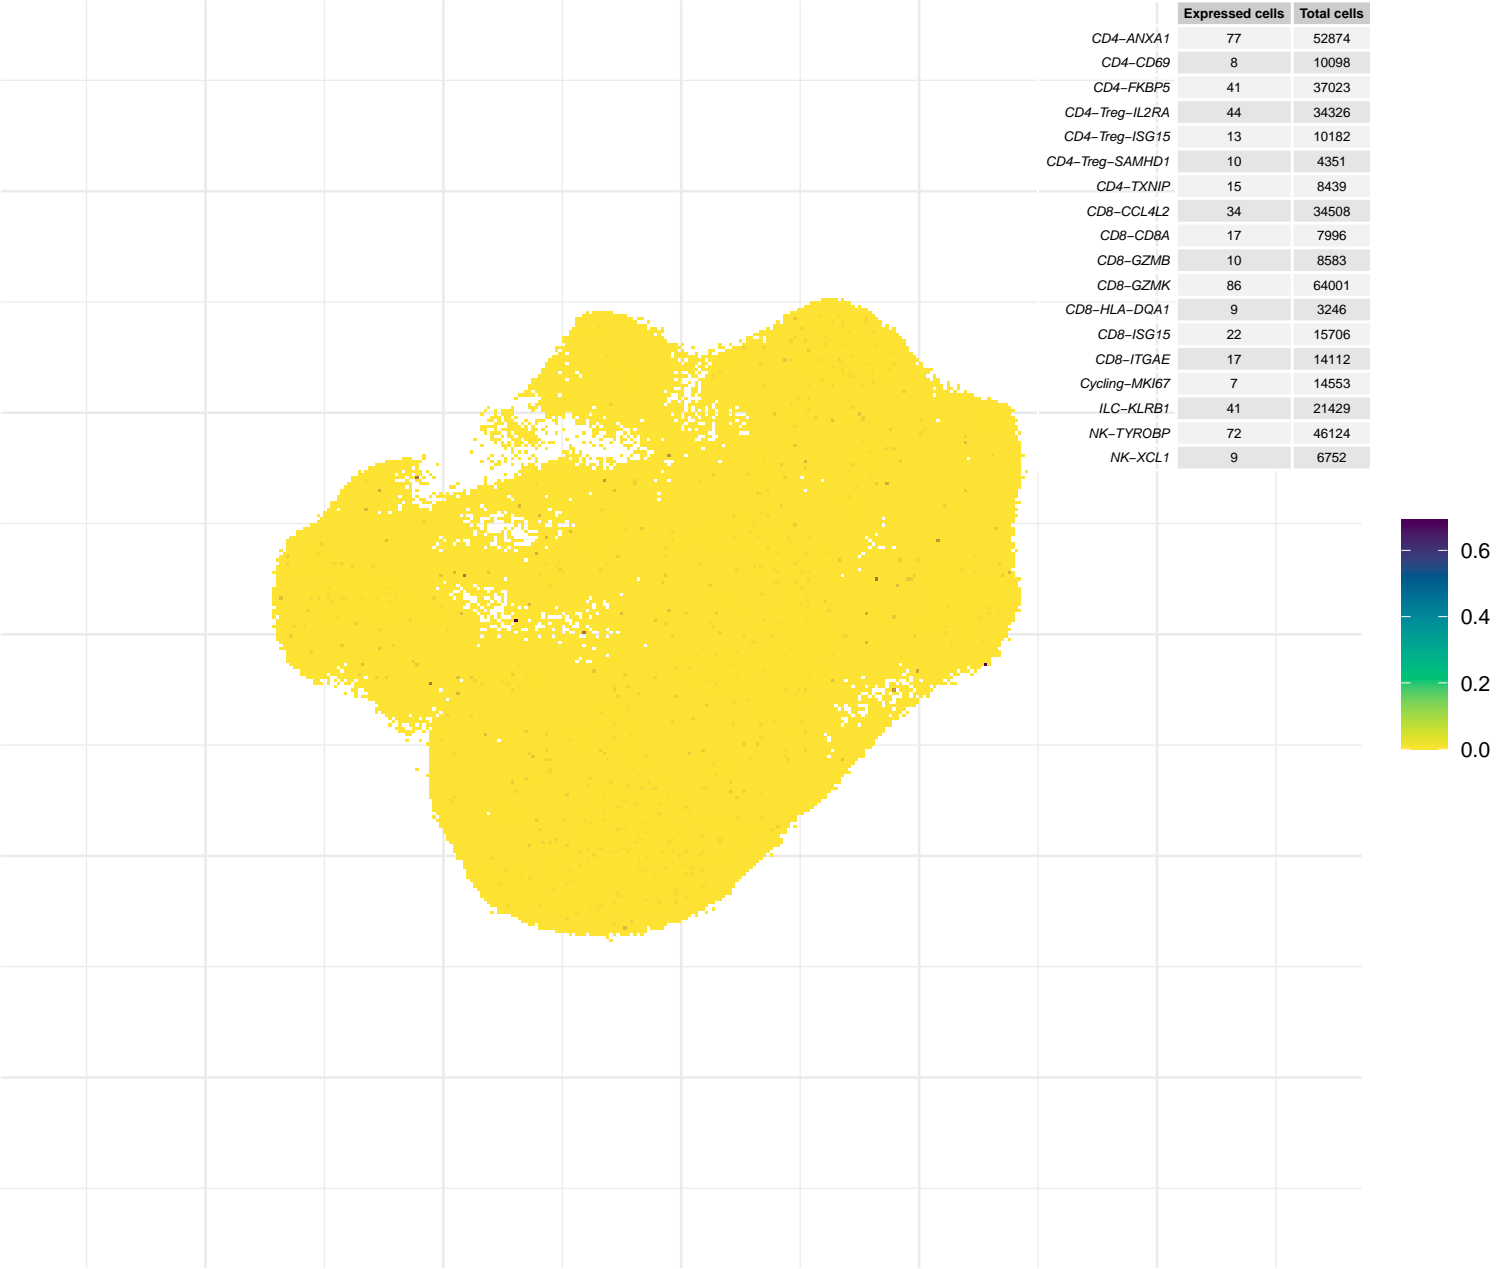 Expressed cells Total cells
CD4−ANXA1 77 52874
CD4−CD69 8 10098
CD4−FKBP5 41 37023
CD4−Treg−IL2RA 44 34326
CD4−Treg−ISG15 13 10182
CD4−Treg−SAMHD1 10 4351
CD4−TXNIP 15 8439
CD8−CCL4L2 34 34508
CD8−CD8A 17 7996
CD8−GZMB 10 8583
CD8−GZMK 86 64001
CD8−HLA−DQA1 9 3246
CD8−ISG15 22 15706
CD8−ITGAE 17 14112
Cycling−MKI67 7 14553
ILC−KLRB1 41 21429
NK−TYROBP 72 46124
NK−XCL1 9 6752
0.6
0.4
0.2
0.0